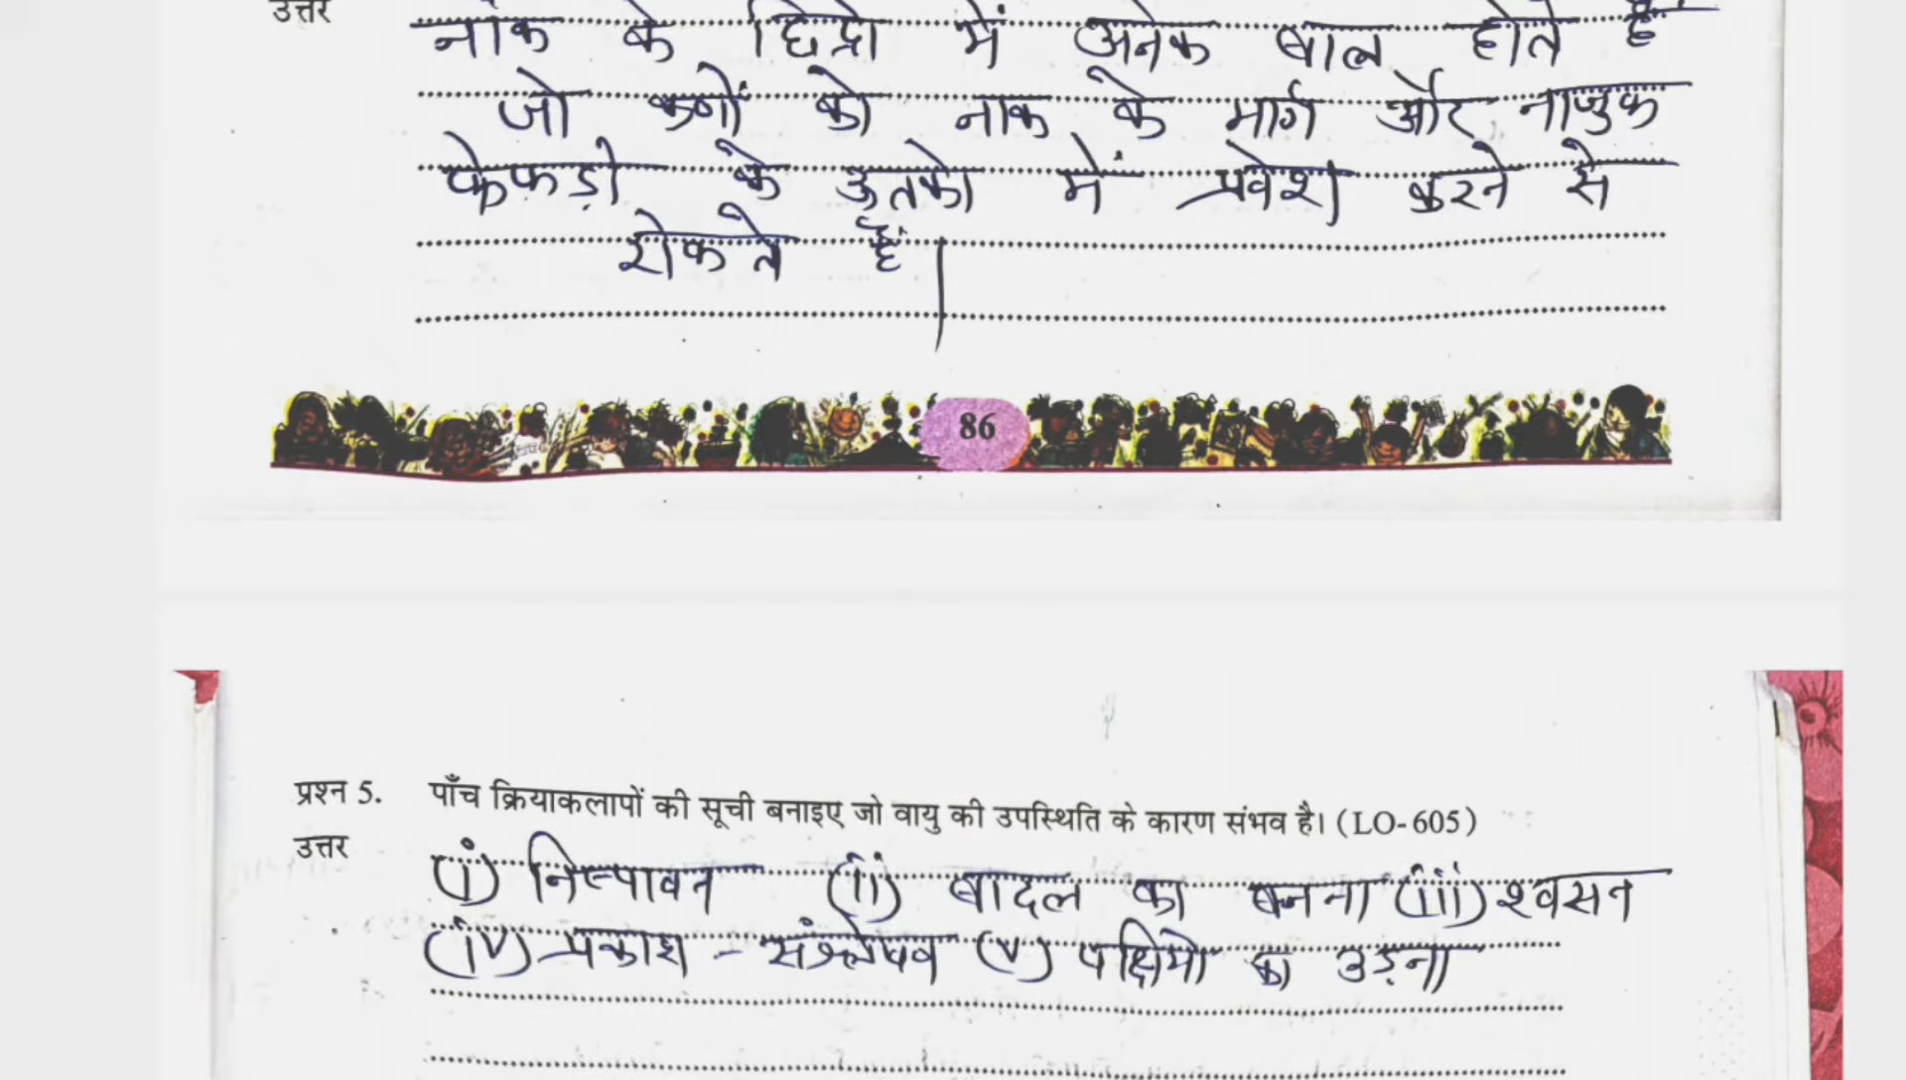 उत्तर
नाक के छिद्रो में अनेक बाल होते हैं
जो कणों को नाक के मार्ग और नाजुक
फेफड़ो के ऊतको में प्रवेश करने से
रोकते हैं|
86
प्रश्न 5. पाँच क्रियाकलापों की सूची बनाइए जो वायु की उपस्थिति के कारण संभव है। (LO-605)
उत्तर
(i) निष्पावन (ii) बादल का बनना (iii) श्वसन
(iv) प्रकाश - संश्लेषण (v) पक्षियो का उड़ना